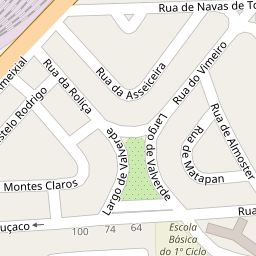 Rua de Navas de To
meixial
Rua da Roliça
Rua da Asseiceira
Rua do Vimeiro
telo Rodrigo
Largo de Valverde
Largo de Valverde
Rua de Matapan
Rua de Almoster
Montes Claros
Rua
uçaco
100 74 64
Escola
Básica
do 1º Ciclo